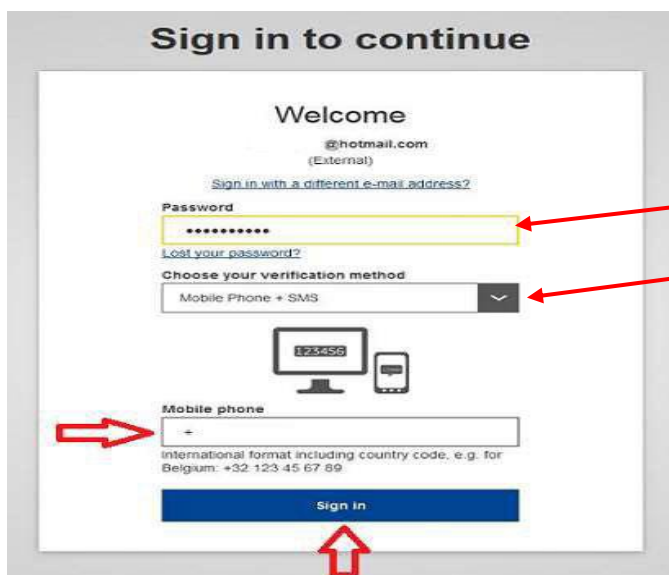 Sign in to continue
Welcome
@hotmail.com
(External)
Sign in with a different e-mail address?
Password
••••••••••
Lost your password?
Choose your verification method
Mobile Phone + SMS
123456
Mobile phone
+
International format including country code, e.g. for
Belgium: +32 123 45 67 89
Sign in